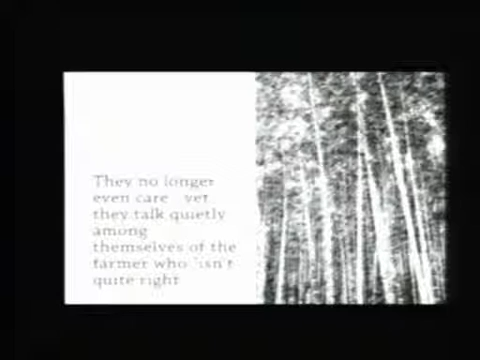 They no longer
even care yet
they talk quietly
among
themselves of the
farmer who 'isn't
quite right